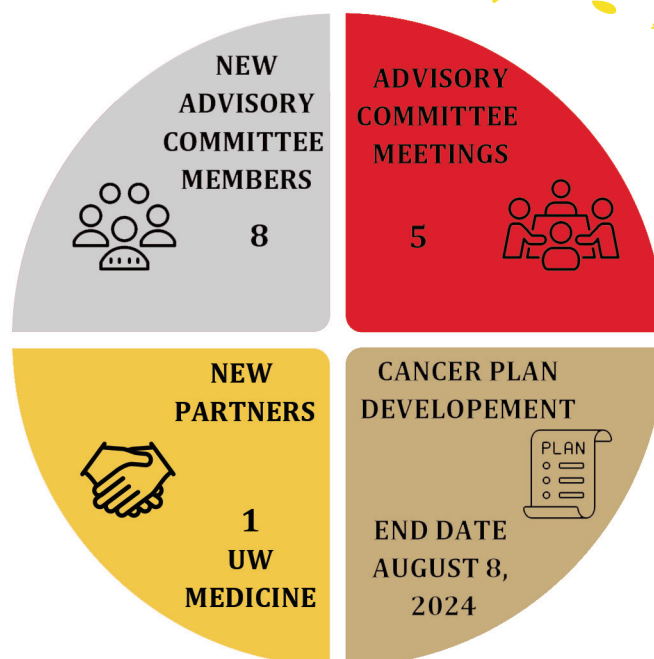 NEW
ADVISORY
COMMITTEE
MEMBERS
8
ADVISORY
COMMITTEE
MEETINGS
5
NEW
PARTNERS
1
UW
MEDICINE
CANCER PLAN
DEVELOPEMENT
PLAN
END DATE
AUGUST 8,
2024